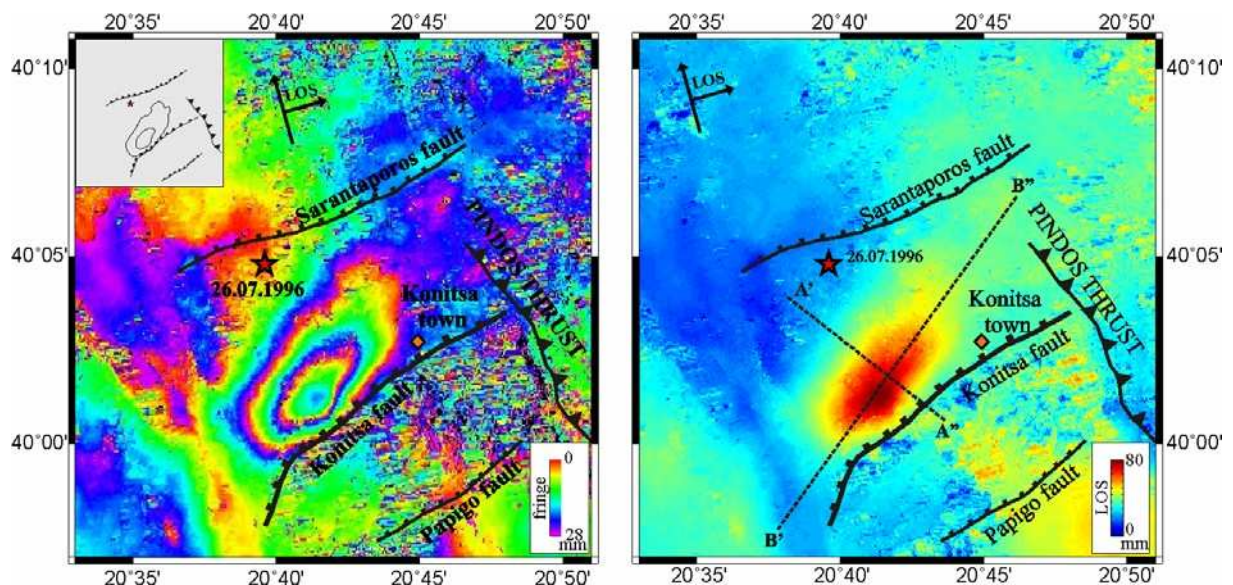 20˚35' 20˚40' 20˚45' 20˚50'
40˚10'
40˚05'
40˚00'
LOS
Sarantaporos fault
26.07.1996
Konitsa
town
PINDOS THRUST
Konitsa fault
Papigo fault
0
fringe
28
mm
20˚35' 20˚40' 20˚45' 20˚50'
20˚35' 20˚40' 20˚45' 20˚50'
LOS
Sarantaporos fault
26.07.1996
B"
A'
Konitsa
town
PINDOS THRUST
Konitsa fault
A"
B'
Papigo fault
80
LOS
0
mm
40˚10'
40˚05'
40˚00'
20˚35' 20˚40' 20˚45' 20˚50'